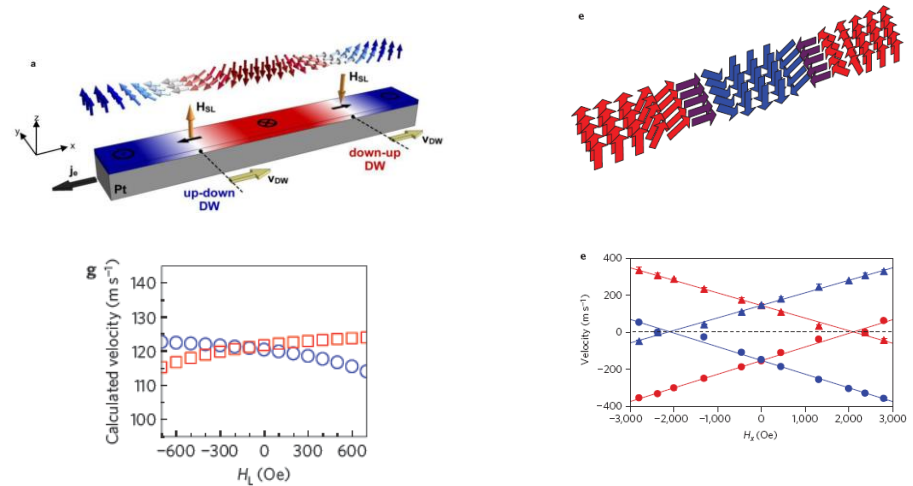 a
H_SL
H_SL
z
y
x
v_DW
down-up
DW
v_DW
j_e
Pt
up-down
DW
e
g
Calculated velocity (m s⁻¹)
140
130
120
110
100
−600 −300 0 300 600
H_L (Oe)
e
Velocity (m s⁻¹)
400
200
0
−200
−400
−3,000 −2,000 −1,000 0 1,000 2,000 3,000
H_x (Oe)